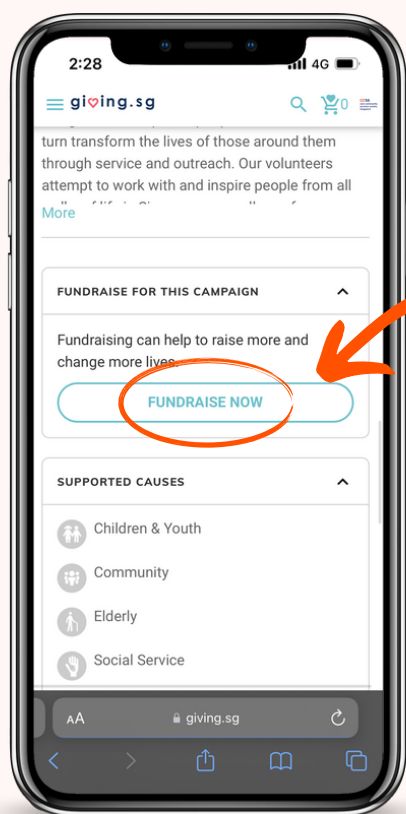 2:28
4G
giving.sg
0
turn transform the lives of those around them
through service and outreach. Our volunteers
attempt to work with and inspire people from all
More
FUNDRAISE FOR THIS CAMPAIGN
Fundraising can help to raise more and
change more lives.
FUNDRAISE NOW
SUPPORTED CAUSES
Children & Youth
Community
Elderly
Social Service
AA
giving.sg